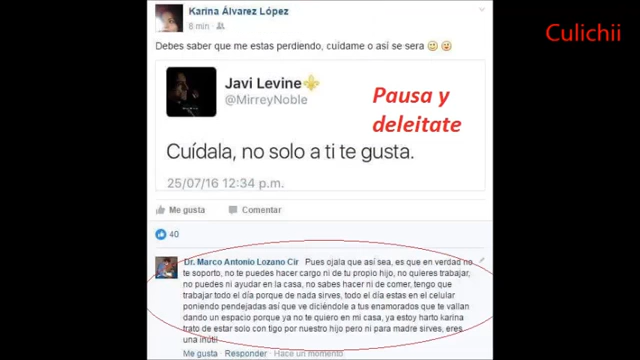 Karina Álvarez López
Culichii
8 min
Debes saber que me estas perdiendo, cuidame o asi se sera
Javi Levine
@MirreyNoble
Pausa y
deleitate
Cuídala, no solo a ti te gusta.
25/07/16 12:34 p.m.
Me gusta Comentar
40
Dr. Marco Antonio Lozano Cir Pues ojala que así sea, es que en verdad no
te soporto, no te puedes hacer cargo ni de tu propio hijo, no quieres trabajar,
no puedes ni ayudar en la casa, no sabes hacer ni de comer, tengo que
trabajar todo el día porque de nada sirves, todo el día estas en el celular
poniendo pendejadas así que ve diciéndole a tus weyes que te vallan
dando un espacio porque ya no te quiero en mi casa, ya estoy harto karina
trato de estar solo con tigo por nuestro hijo pero ni para madre sirves, eres
una inútil
Me gusta Responder Hace un momento